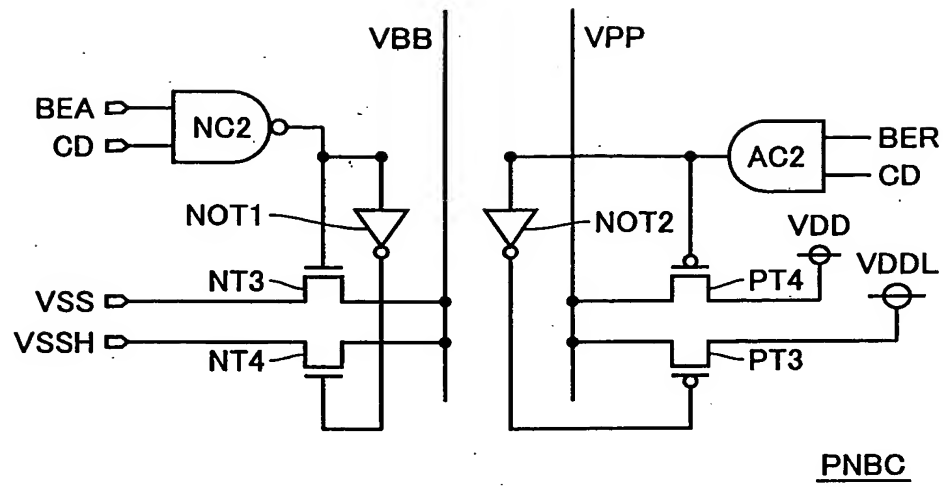 VBB
VPP
BEA
CD
NC2
AC2
BER
CD
NOT1
NOT2
VDD
VDDL
VSS
NT3
PT4
VSSH
NT4
PT3
PNBC